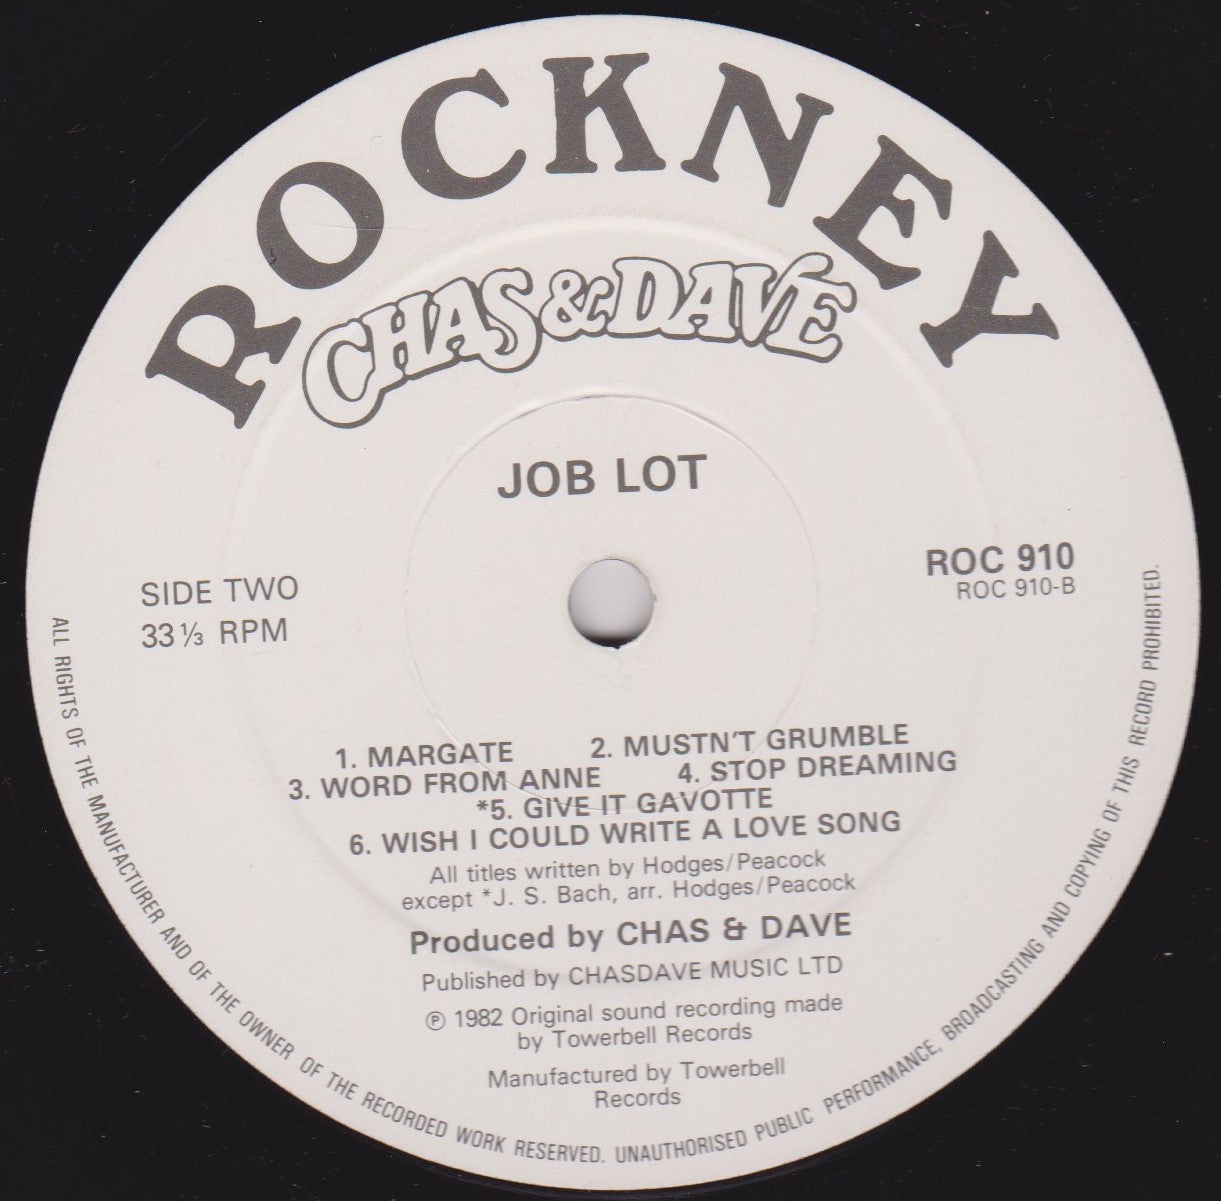 ROCKNEY
CHAS & DAVE
JOB LOT
SIDE TWO
33⅓ RPM
ROC 910
ROC 910-B
1. MARGATE 2. MUSTN'T GRUMBLE
3. WORD FROM ANNE 4. STOP DREAMING
*5. GIVE IT GAVOTTE
6. WISH I COULD WRITE A LOVE SONG
All titles written by Hodges/Peacock
except *J. S. Bach, arr. Hodges/Peacock
Produced by CHAS & DAVE
Published by CHASDAVE MUSIC LTD
℗ 1982 Original sound recording made
by Towerbell Records
Manufactured by Towerbell
Records
ALL RIGHTS OF THE MANUFACTURER AND OF THE OWNER OF THE RECORDED WORK RESERVED. UNAUTHORISED PUBLIC PERFORMANCE, BROADCASTING AND COPYING OF THIS RECORD PROHIBITED.